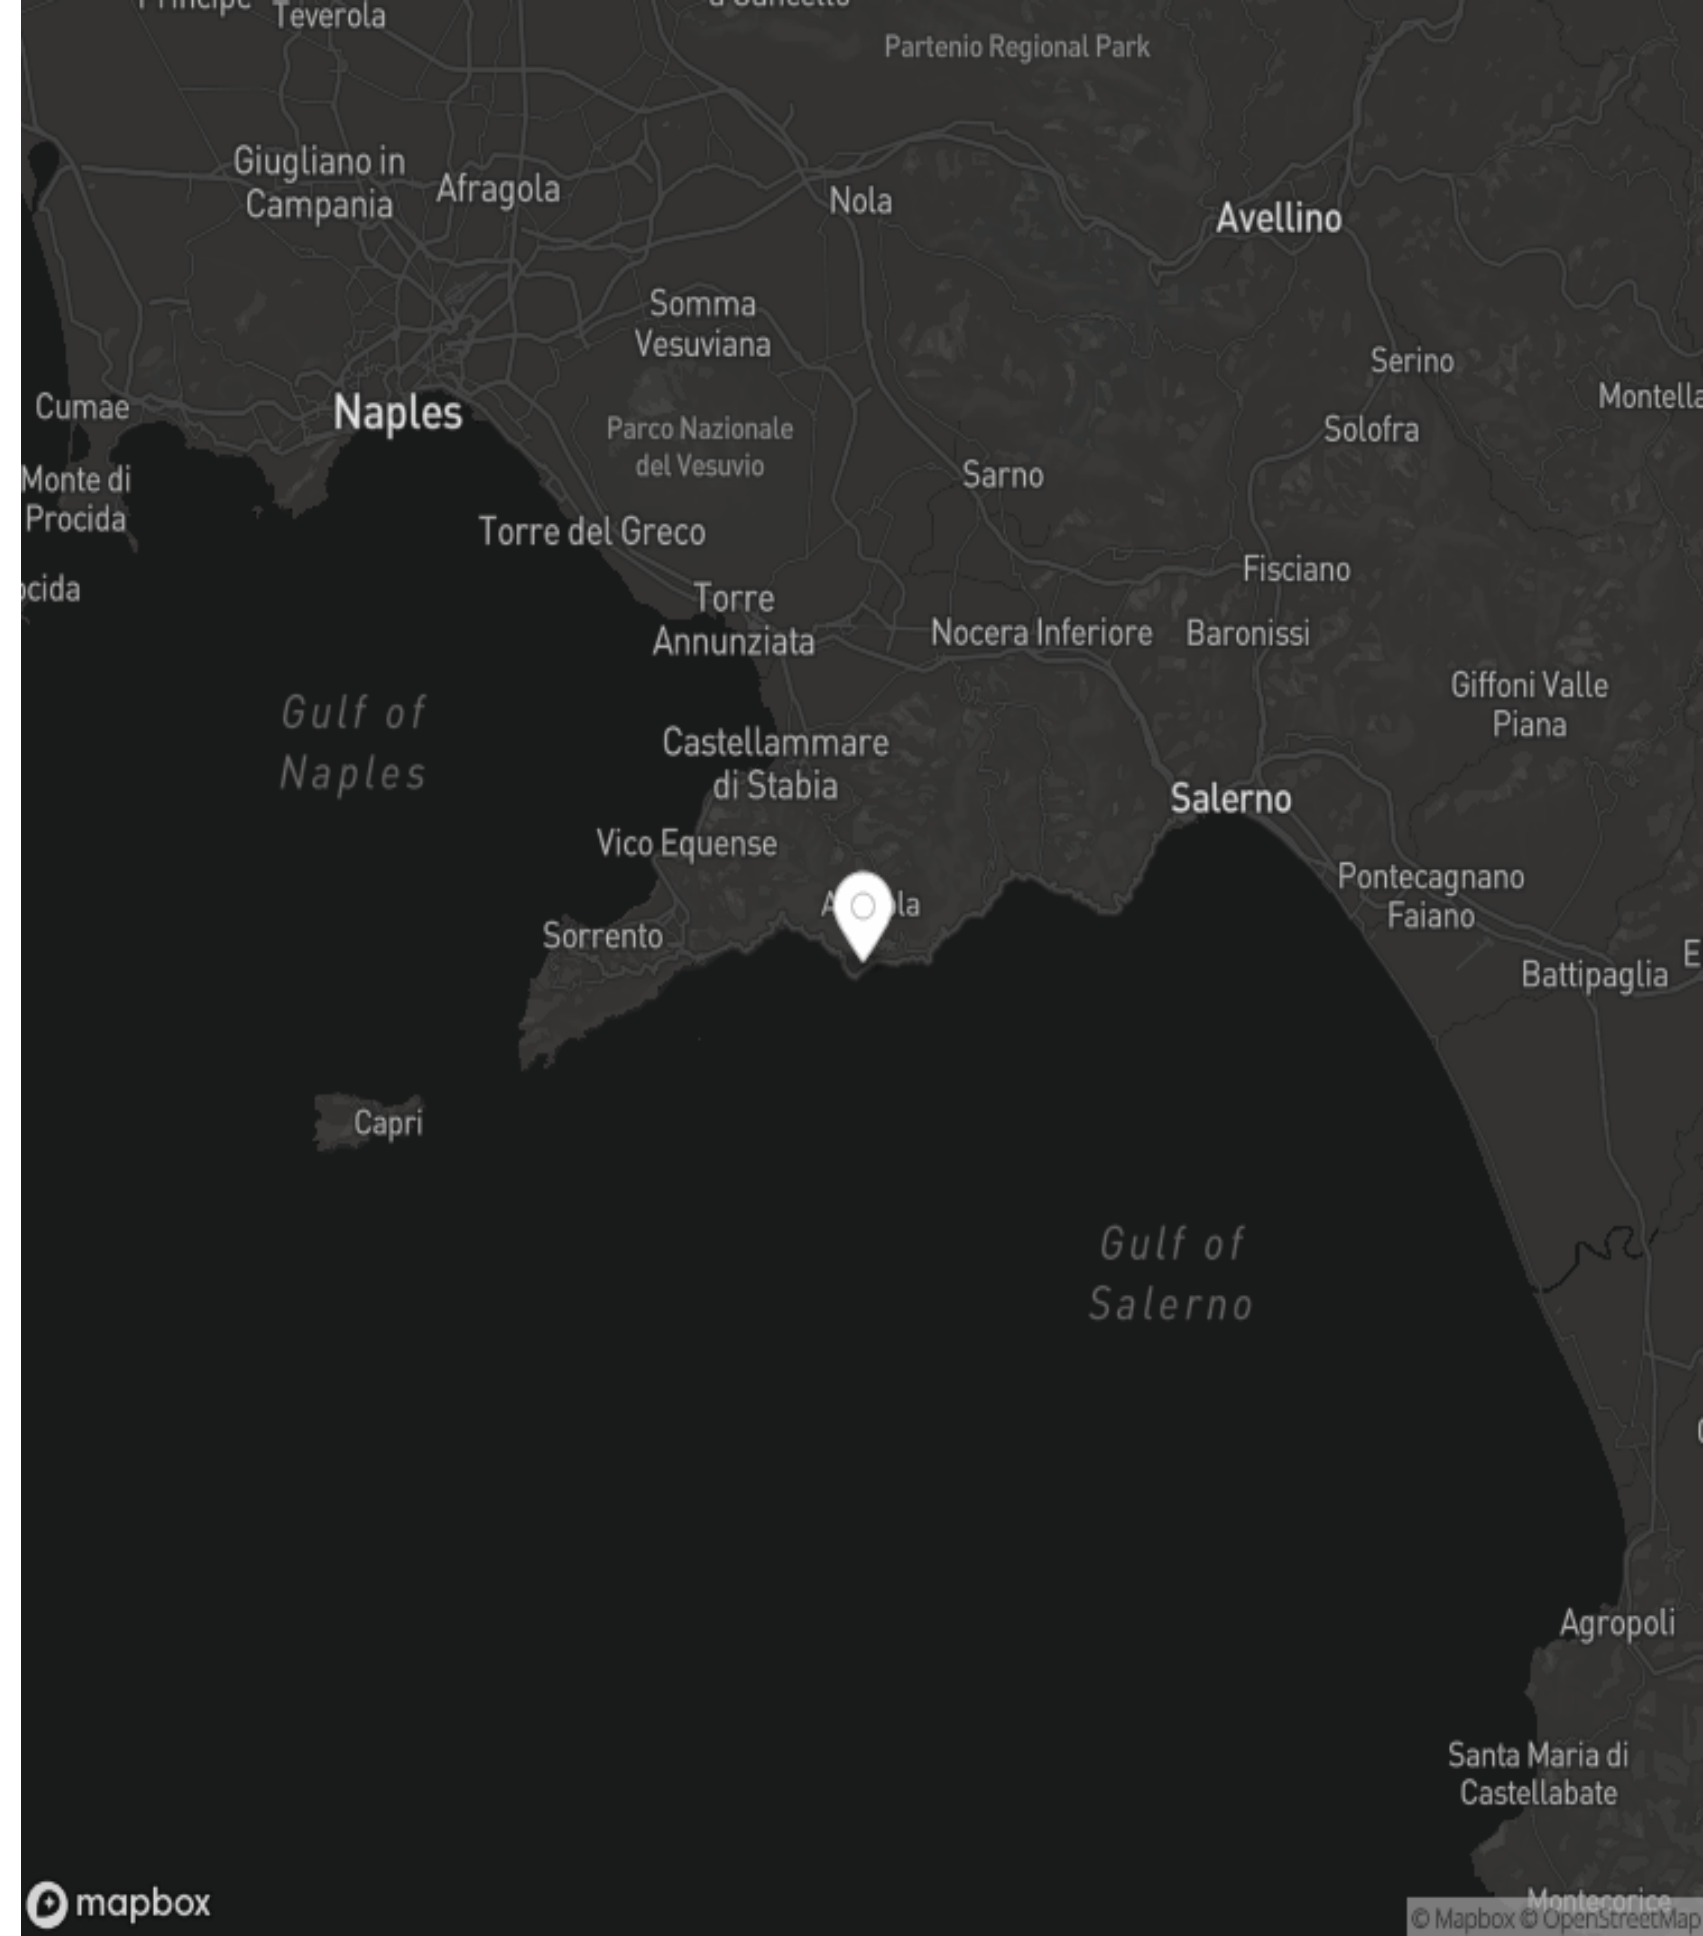 Teverola
Partenio Regional Park
Giugliano in
Campania
Afragola
Nola
Avellino
Somma
Vesuviana
Serino
Montella
Cumae
Naples
Parco Nazionale
del Vesuvio
Solofra
Monte di
Procida
Sarno
Torre del Greco
Fisciano
ocida
Torre
Annunziata
Nocera Inferiore
Baronissi
Gulf of
Naples
Giffoni Valle
Piana
Castellammare
di Stabia
Salerno
Vico Equense
Pontecagnano
Faiano
Sorrento
Battipaglia
E
Capri
Gulf of
Salerno
Agropoli
Santa Maria di
Castellabate
Montecorice
mapbox
© Mapbox © OpenStreetMap